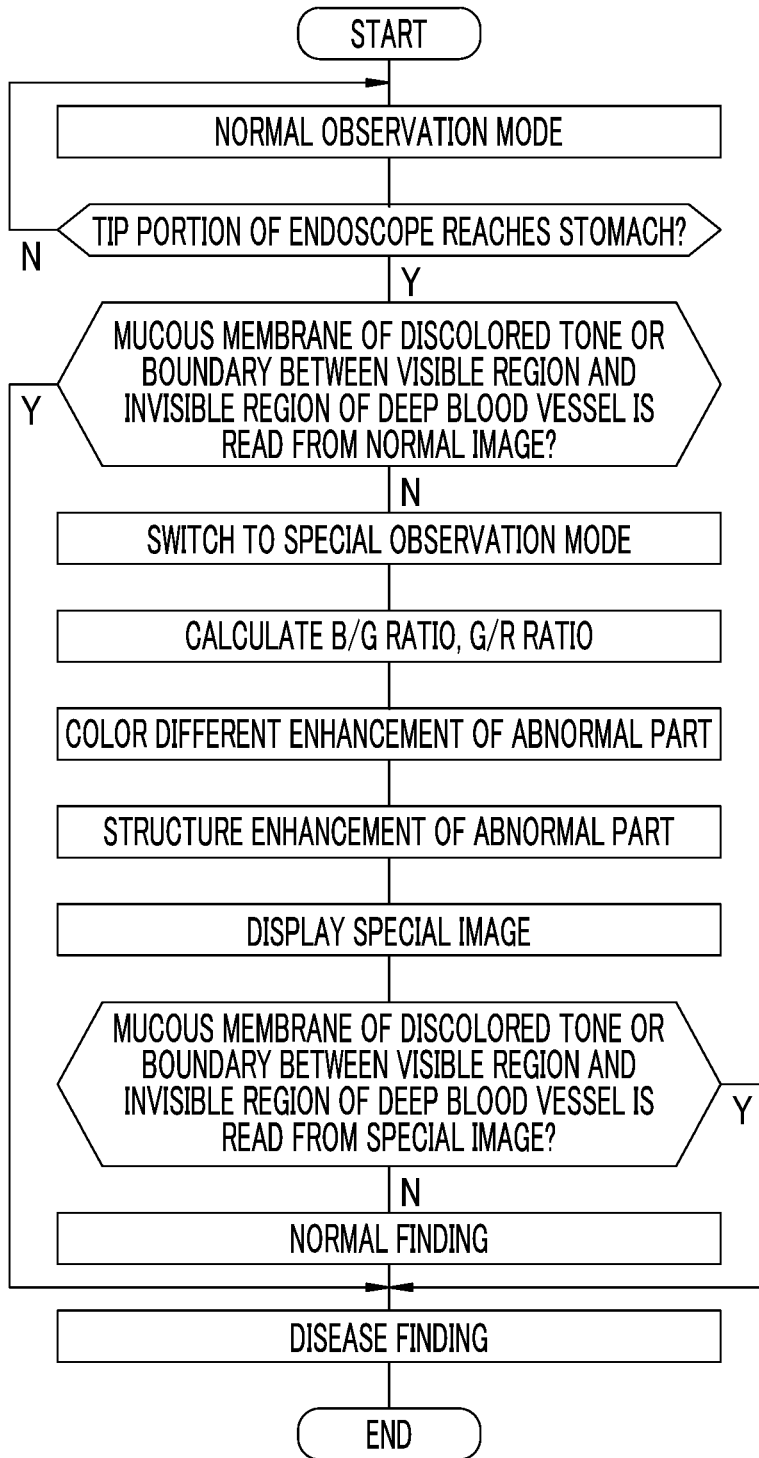 START
NORMAL OBSERVATION MODE
TIP PORTION OF ENDOSCOPE REACHES STOMACH?
N
Y
MUCOUS MEMBRANE OF DISCOLORED TONE OR
BOUNDARY BETWEEN VISIBLE REGION AND
INVISIBLE REGION OF DEEP BLOOD VESSEL IS
READ FROM NORMAL IMAGE?
Y
N
SWITCH TO SPECIAL OBSERVATION MODE
CALCULATE B/G RATIO, G/R RATIO
COLOR DIFFERENT ENHANCEMENT OF ABNORMAL PART
STRUCTURE ENHANCEMENT OF ABNORMAL PART
DISPLAY SPECIAL IMAGE
MUCOUS MEMBRANE OF DISCOLORED TONE OR
BOUNDARY BETWEEN VISIBLE REGION AND
INVISIBLE REGION OF DEEP BLOOD VESSEL IS
READ FROM SPECIAL IMAGE?
Y
N
NORMAL FINDING
DISEASE FINDING
END